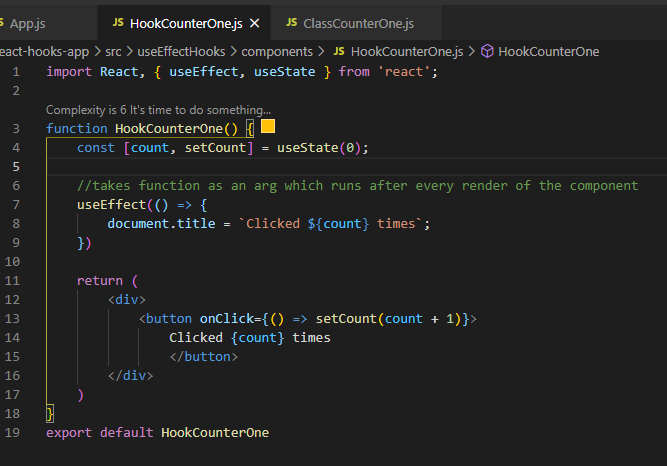 JS App.js JS HookCounterOne.js × JS ClassCounterOne.js
eact-hooks-app > src > useEffectHooks > components > JS HookCounterOne.js > HookCounterOne
1 import React, { useEffect, useState } from 'react';
2
Complexity is 6 It's time to do something...
3 function HookCounterOne() {
4 const [count, setCount] = useState(0);
5
6 //takes function as an arg which runs after every render of the component
7 useEffect(() => {
8 document.title = `Clicked ${count} times`;
9 })
10
11 return (
12 <div>
13 <button onClick={() => setCount(count + 1)}>
14 Clicked {count} times
15 </button>
16 </div>
17 )
18 }
19 export default HookCounterOne